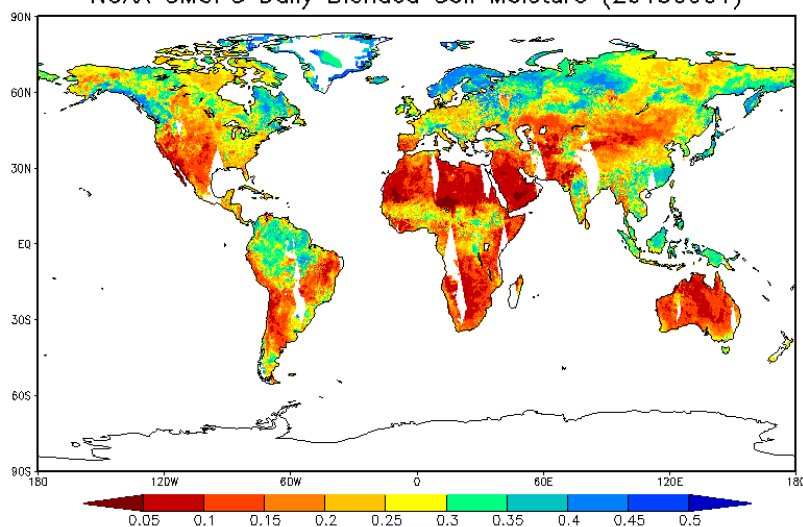 NOAA SMOPS Daily Blended Soil Moisture
90N
60N
30N
EQ
30S
60S
90S
180 120W 60W 0 60E 120E 180
0.05 0.1 0.15 0.2 0.25 0.3 0.35 0.4 0.45 0.5